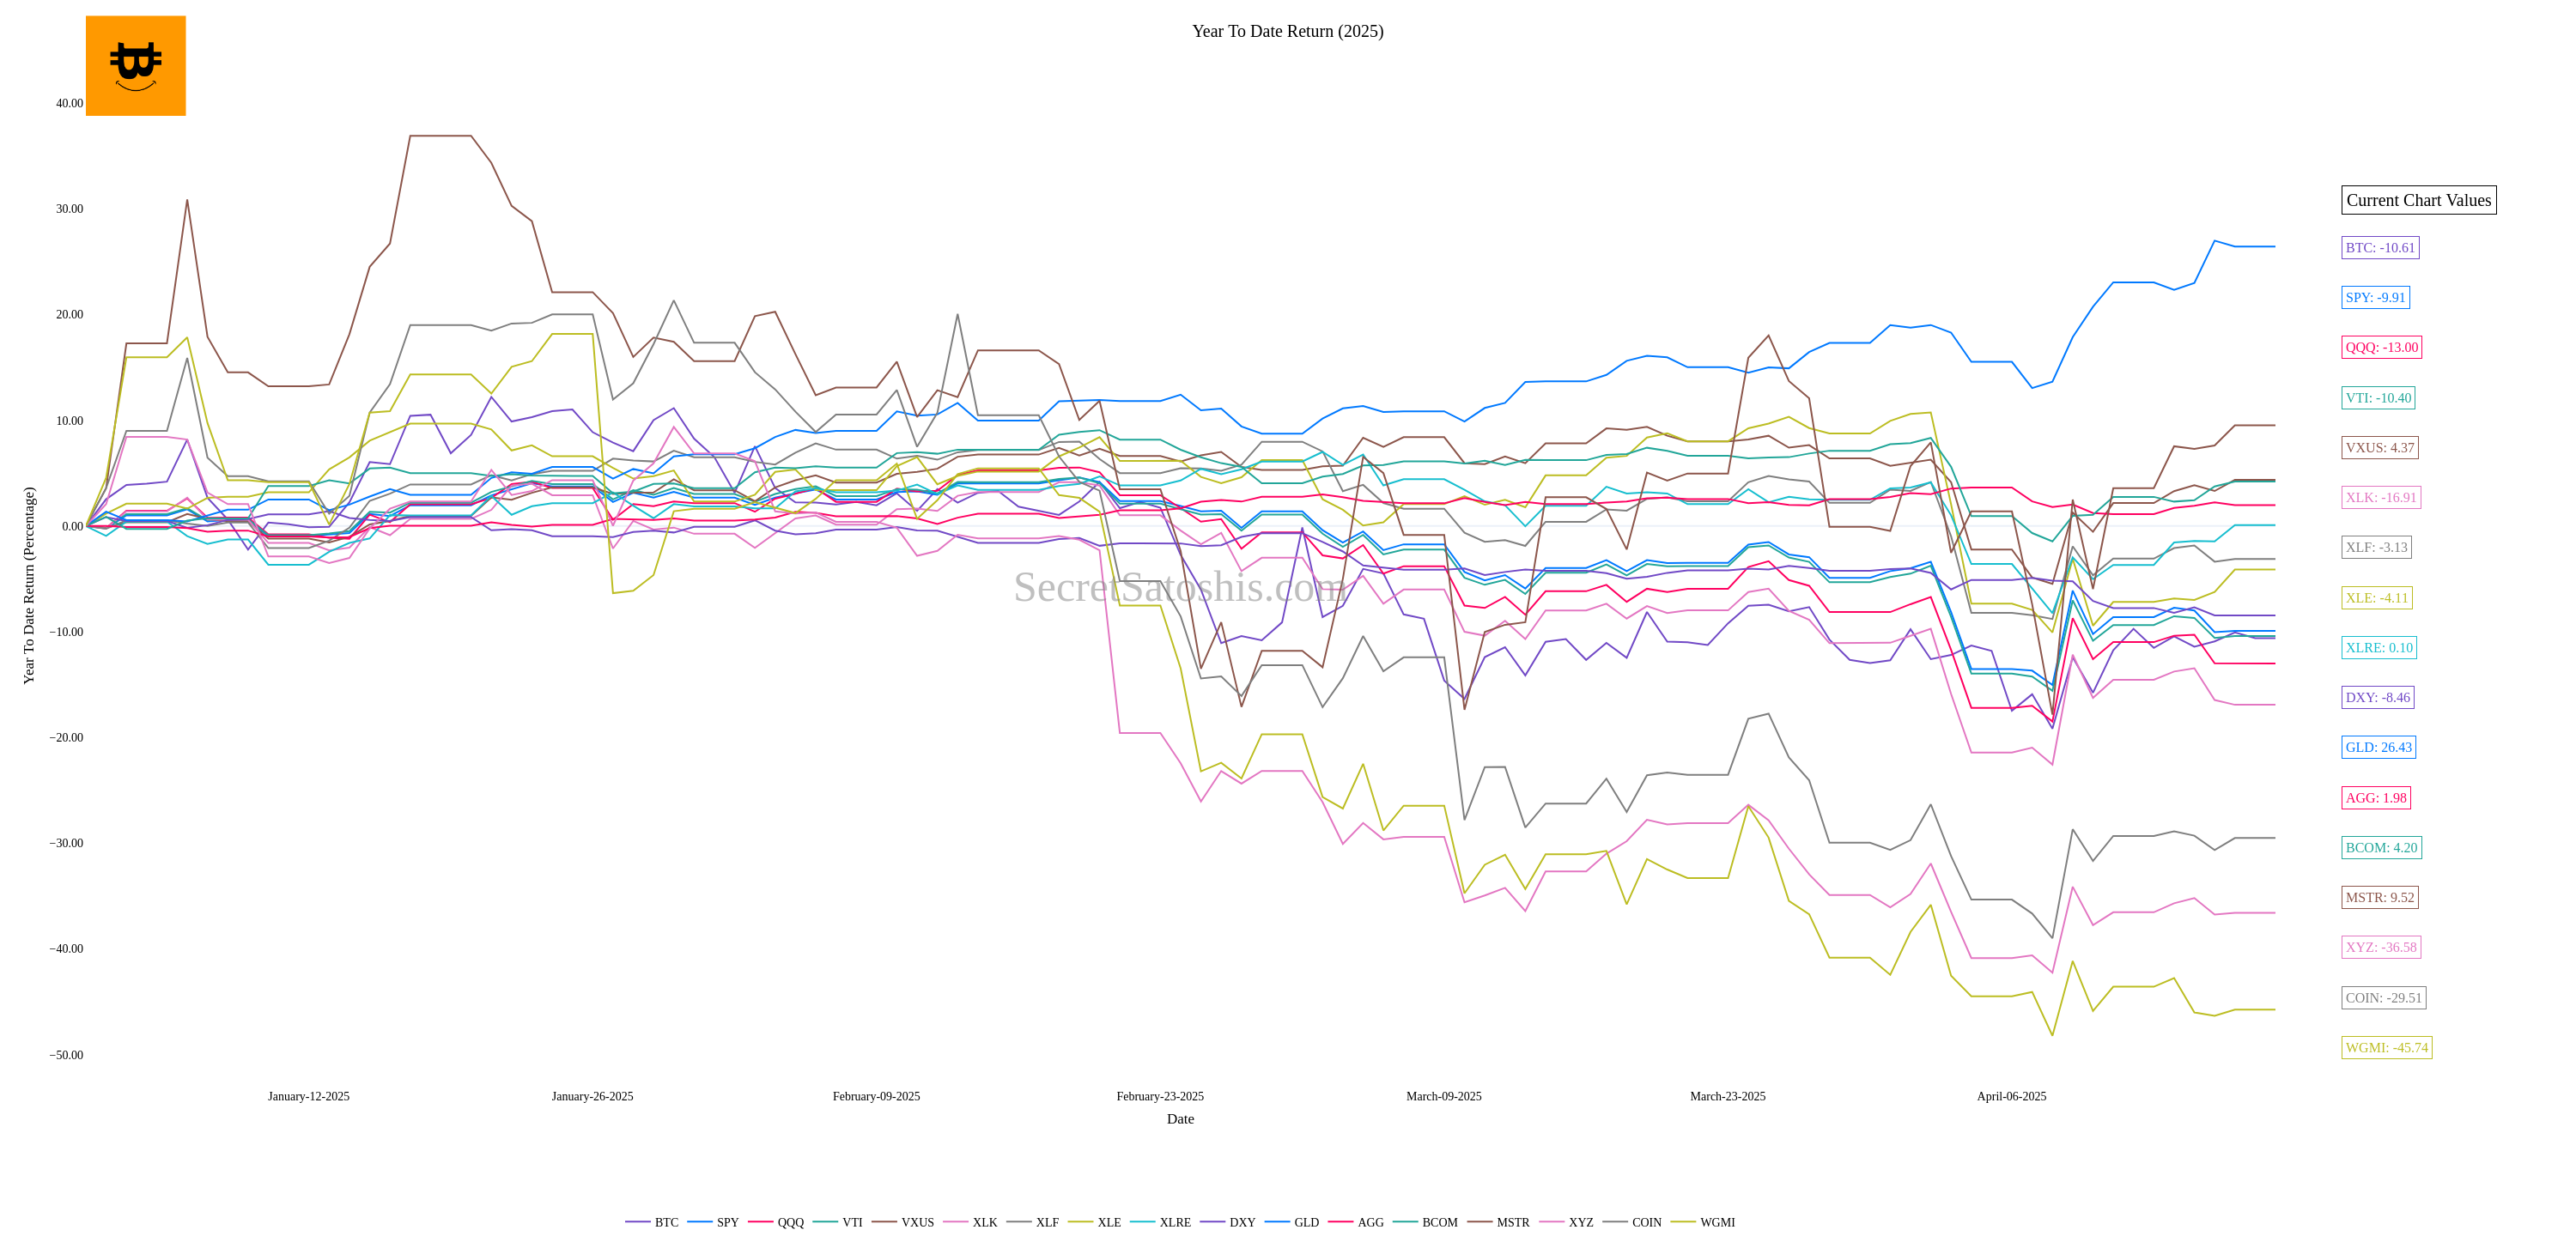 Year To Date Return (2025)
40.00
30.00
20.00
10.00
0.00
−10.00
−20.00
−30.00
−40.00
−50.00
Year To Date Return (Percentage)
SecretSatoshis.com
January-12-2025
January-26-2025
February-09-2025
February-23-2025
March-09-2025
March-23-2025
April-06-2025
Date
Current Chart Values
BTC: -10.61
SPY: -9.91
QQQ: -13.00
VTI: -10.40
VXUS: 4.37
XLK: -16.91
XLF: -3.13
XLE: -4.11
XLRE: 0.10
DXY: -8.46
GLD: 26.43
AGG: 1.98
BCOM: 4.20
MSTR: 9.52
XYZ: -36.58
COIN: -29.51
WGMI: -45.74
BTC SPY QQQ VTI VXUS XLK XLF XLE XLRE DXY GLD AGG BCOM MSTR XYZ COIN WGMI